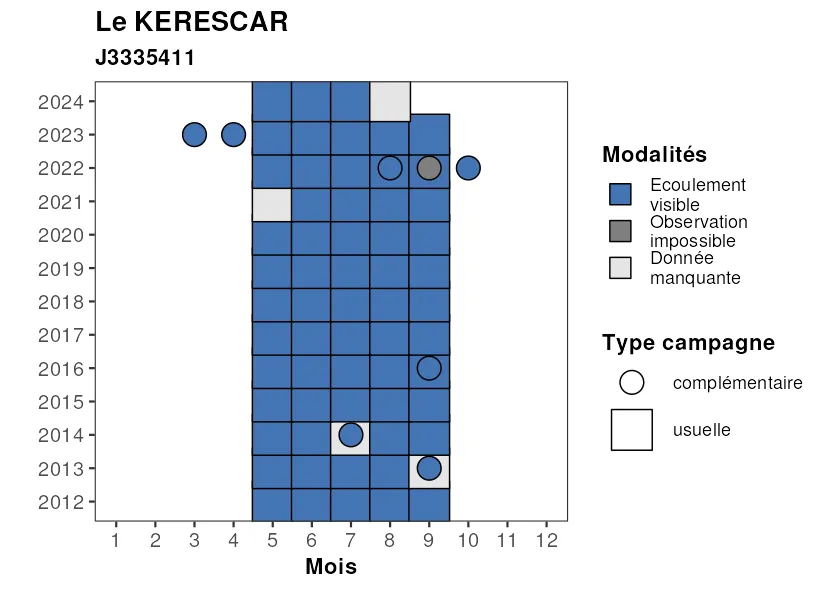 Le KERESCAR
J3335411
2024
2023
2022
2021
2020
2019
2018
2017
2016
2015
2014
2013
2012
1 2 3 4 5 6 7 8 9 10 11 12
Mois
Modalités
Ecoulement
visible
Observation
impossible
Donnée
manquante
Type campagne
complémentaire
usuelle